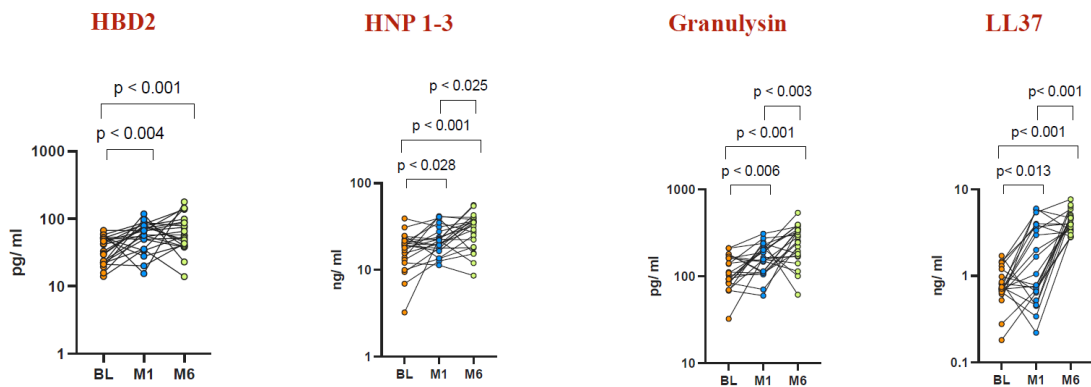 HBD2
p < 0.001
p < 0.004
1000
100
10
1
pg/ ml
BL M1 M6
HNP 1-3
p < 0.025
p < 0.001
p < 0.028
100
10
1
ng/ ml
BL M1 M6
Granulysin
p < 0.003
p < 0.001
p < 0.006
1000
100
10
pg/ ml
BL M1 M6
LL37
p < 0.001
p < 0.001
p< 0.013
10
1
0.1
ng/ ml
BL M1 M6